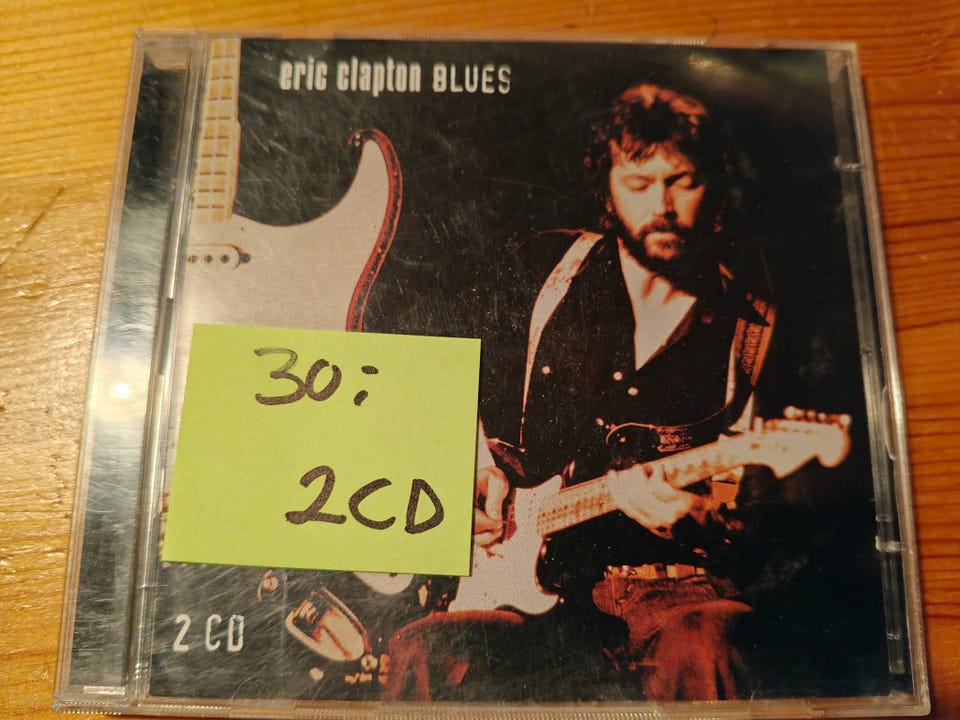 eric clapton BLUES
30;
2CD
2 CD